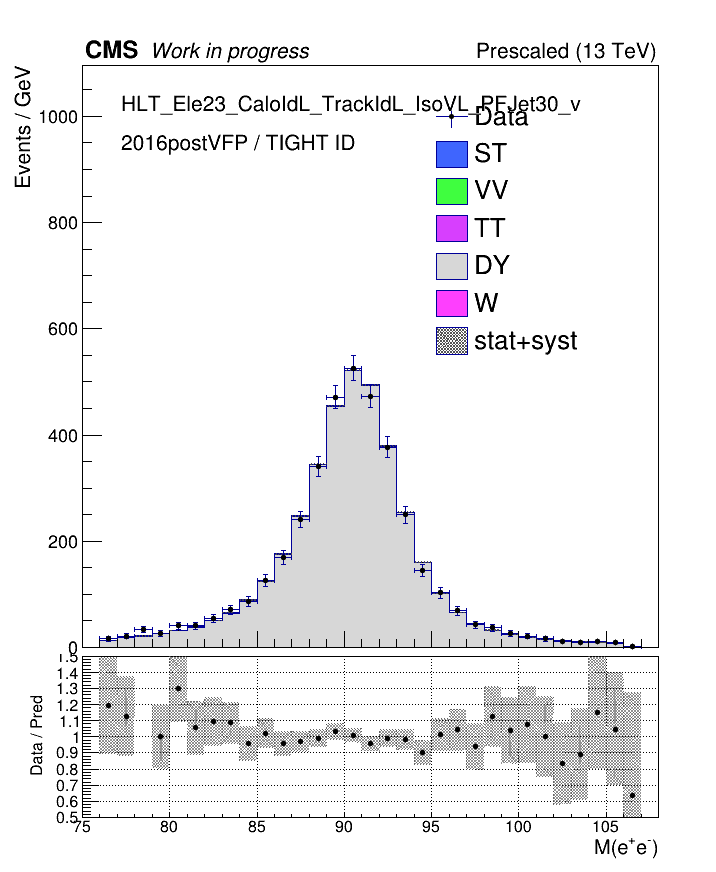 CMS Work in progress Prescaled (13 TeV)
Events / GeV
HLT_Ele23_CaloIdL_TrackIdL_IsoVL_PFJet30_v
2016postVFP / TIGHT ID
Data
ST
VV
TT
DY
W
stat+syst
1000
800
600
400
200
0
Data / Pred
1.5
1.4
1.3
1.2
1.1
1
0.9
0.8
0.7
0.6
0.5
75 80 85 90 95 100 105
M(e⁺e⁻)